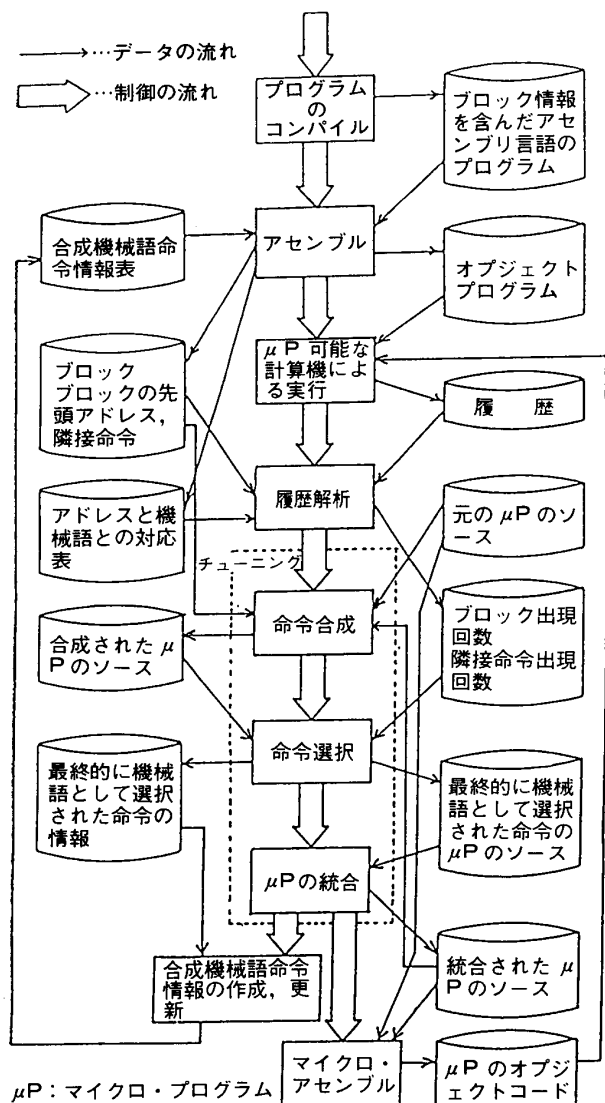 ……データの流れ
…制御の流れ
プログラム
の
コンパイル
ブロック情報
を含んだアセ
ンブリ言語の
プログラム
合成機械語命
令情報表
アセンブル
オブジェクト
プログラム
ブロック
ブロックの先
頭アドレス,
隣接命令
μP 可能な
計算機によ
る実行
履 歴
アドレスと機
械語との対応
表
履歴解析
元の μP のソ
ース
チューニング
合成された μ
P のソース
命令合成
ブロック出現
回数
隣接命令出現
回数
命令選択
最終的に機械
語として選択
された命令の
情報
最終的に機械
語として選択
された命令の
μP のソース
μP の統合
合成機械語命令
情報の作成, 更
新
統合された μ
P のソース
マイクロ・
アセンブル
μP のオブジ
ェクトコード
μP:マイクロ・プログラム